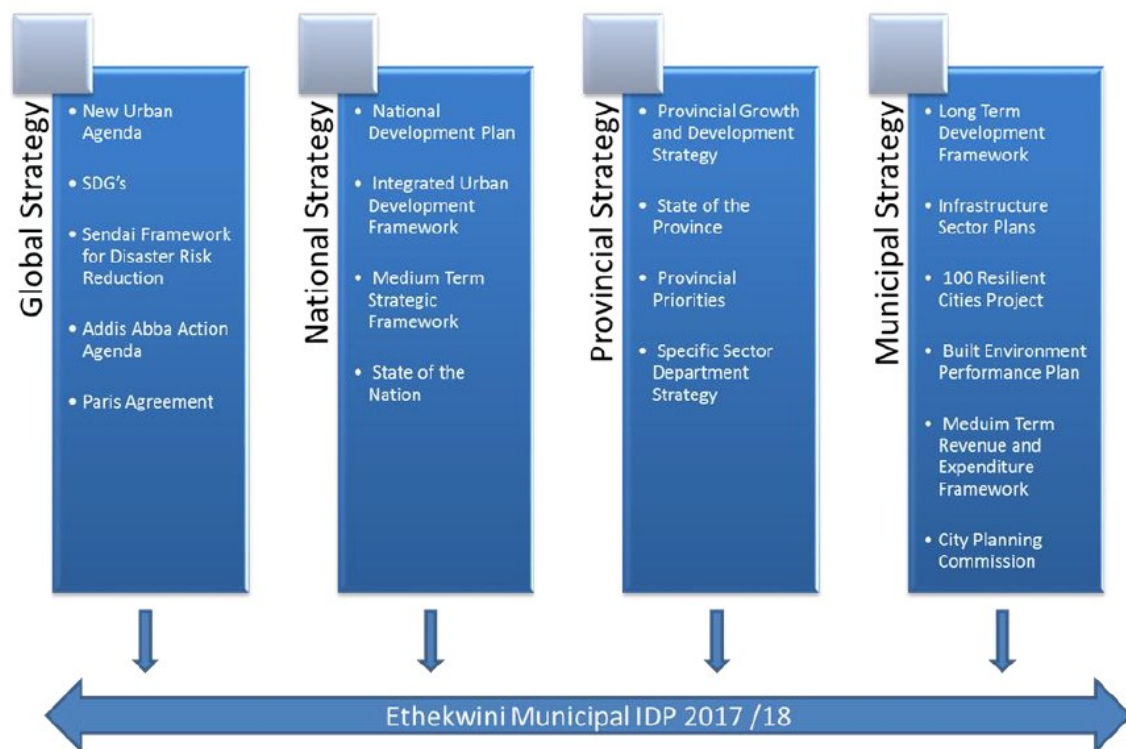 Global Strategy
• New Urban
Agenda
• SDG's
• Sendai Framework
for Disaster Risk
Reduction
• Addis Abba Action
Agenda
• Paris Agreement
National Strategy
• National
Development Plan
• Integrated Urban
Development
Framework
• Medium Term
Strategic
Framework
• State of the
Nation
Provincial Strategy
• Provincial Growth
and Development
Strategy
• State of the
Province
• Provincial
Priorities
• Specific Sector
Department
Strategy
Municipal Strategy
• Long Term
Development
Framework
• Infrastructure
Sector Plans
• 100 Resilient
Cities Project
• Built Environment
Performance Plan
• Meduim Term
Revenue and
Expenditure
Framework
• City Planning
Commission
Ethekwini Municipal IDP 2017 /18